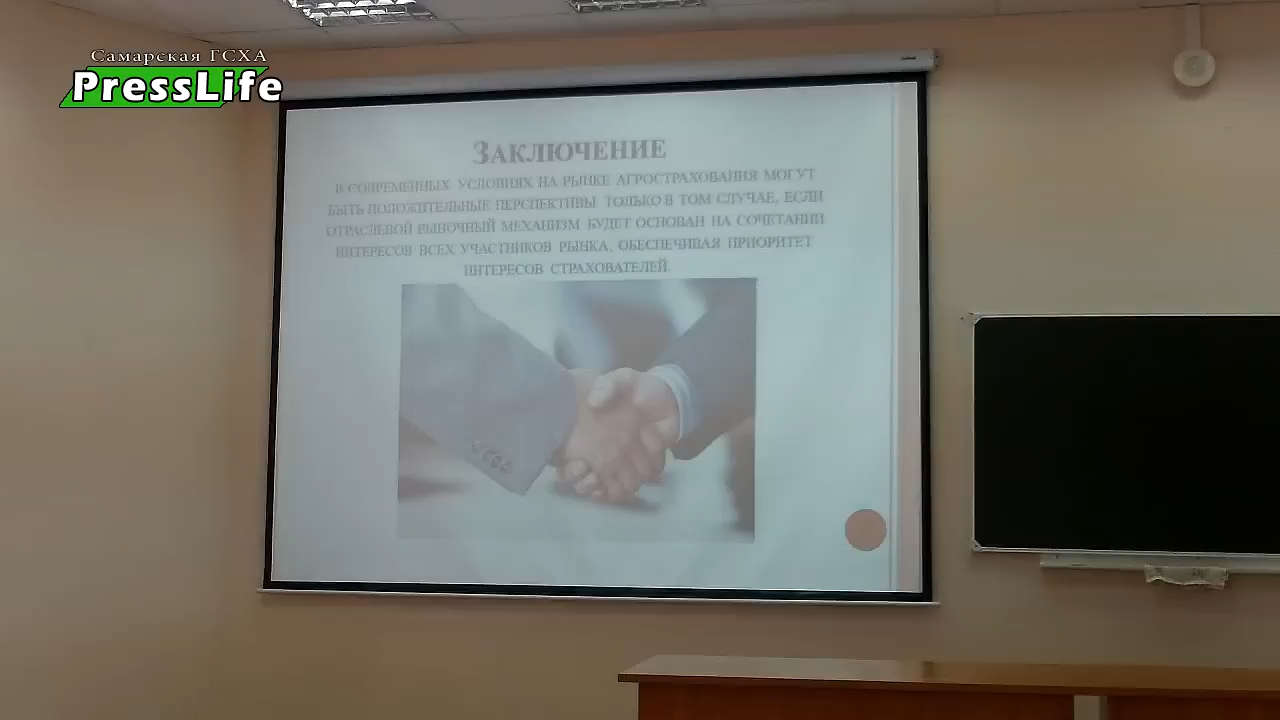 Самарская ГСХА
PressLife
ЗАКЛЮЧЕНИЕ
В СОВРЕМЕННЫХ УСЛОВИЯХ НА РЫНКЕ АГРОСТРАХОВАНИЯ МОГУТ
БЫТЬ ПОЛОЖИТЕЛЬНЫЕ ПЕРСПЕКТИВЫ ТОЛЬКО В ТОМ СЛУЧАЕ, ЕСЛИ
ОТРАСЛЕВОЙ РЫНОЧНЫЙ МЕХАНИЗМ БУДЕТ ОСНОВАН НА СОЧЕТАНИИ
ИНТЕРЕСОВ ВСЕХ УЧАСТНИКОВ РЫНКА, ОБЕСПЕЧИВАЯ ПРИОРИТЕТ
ИНТЕРЕСОВ СТРАХОВАТЕЛЕЙ.